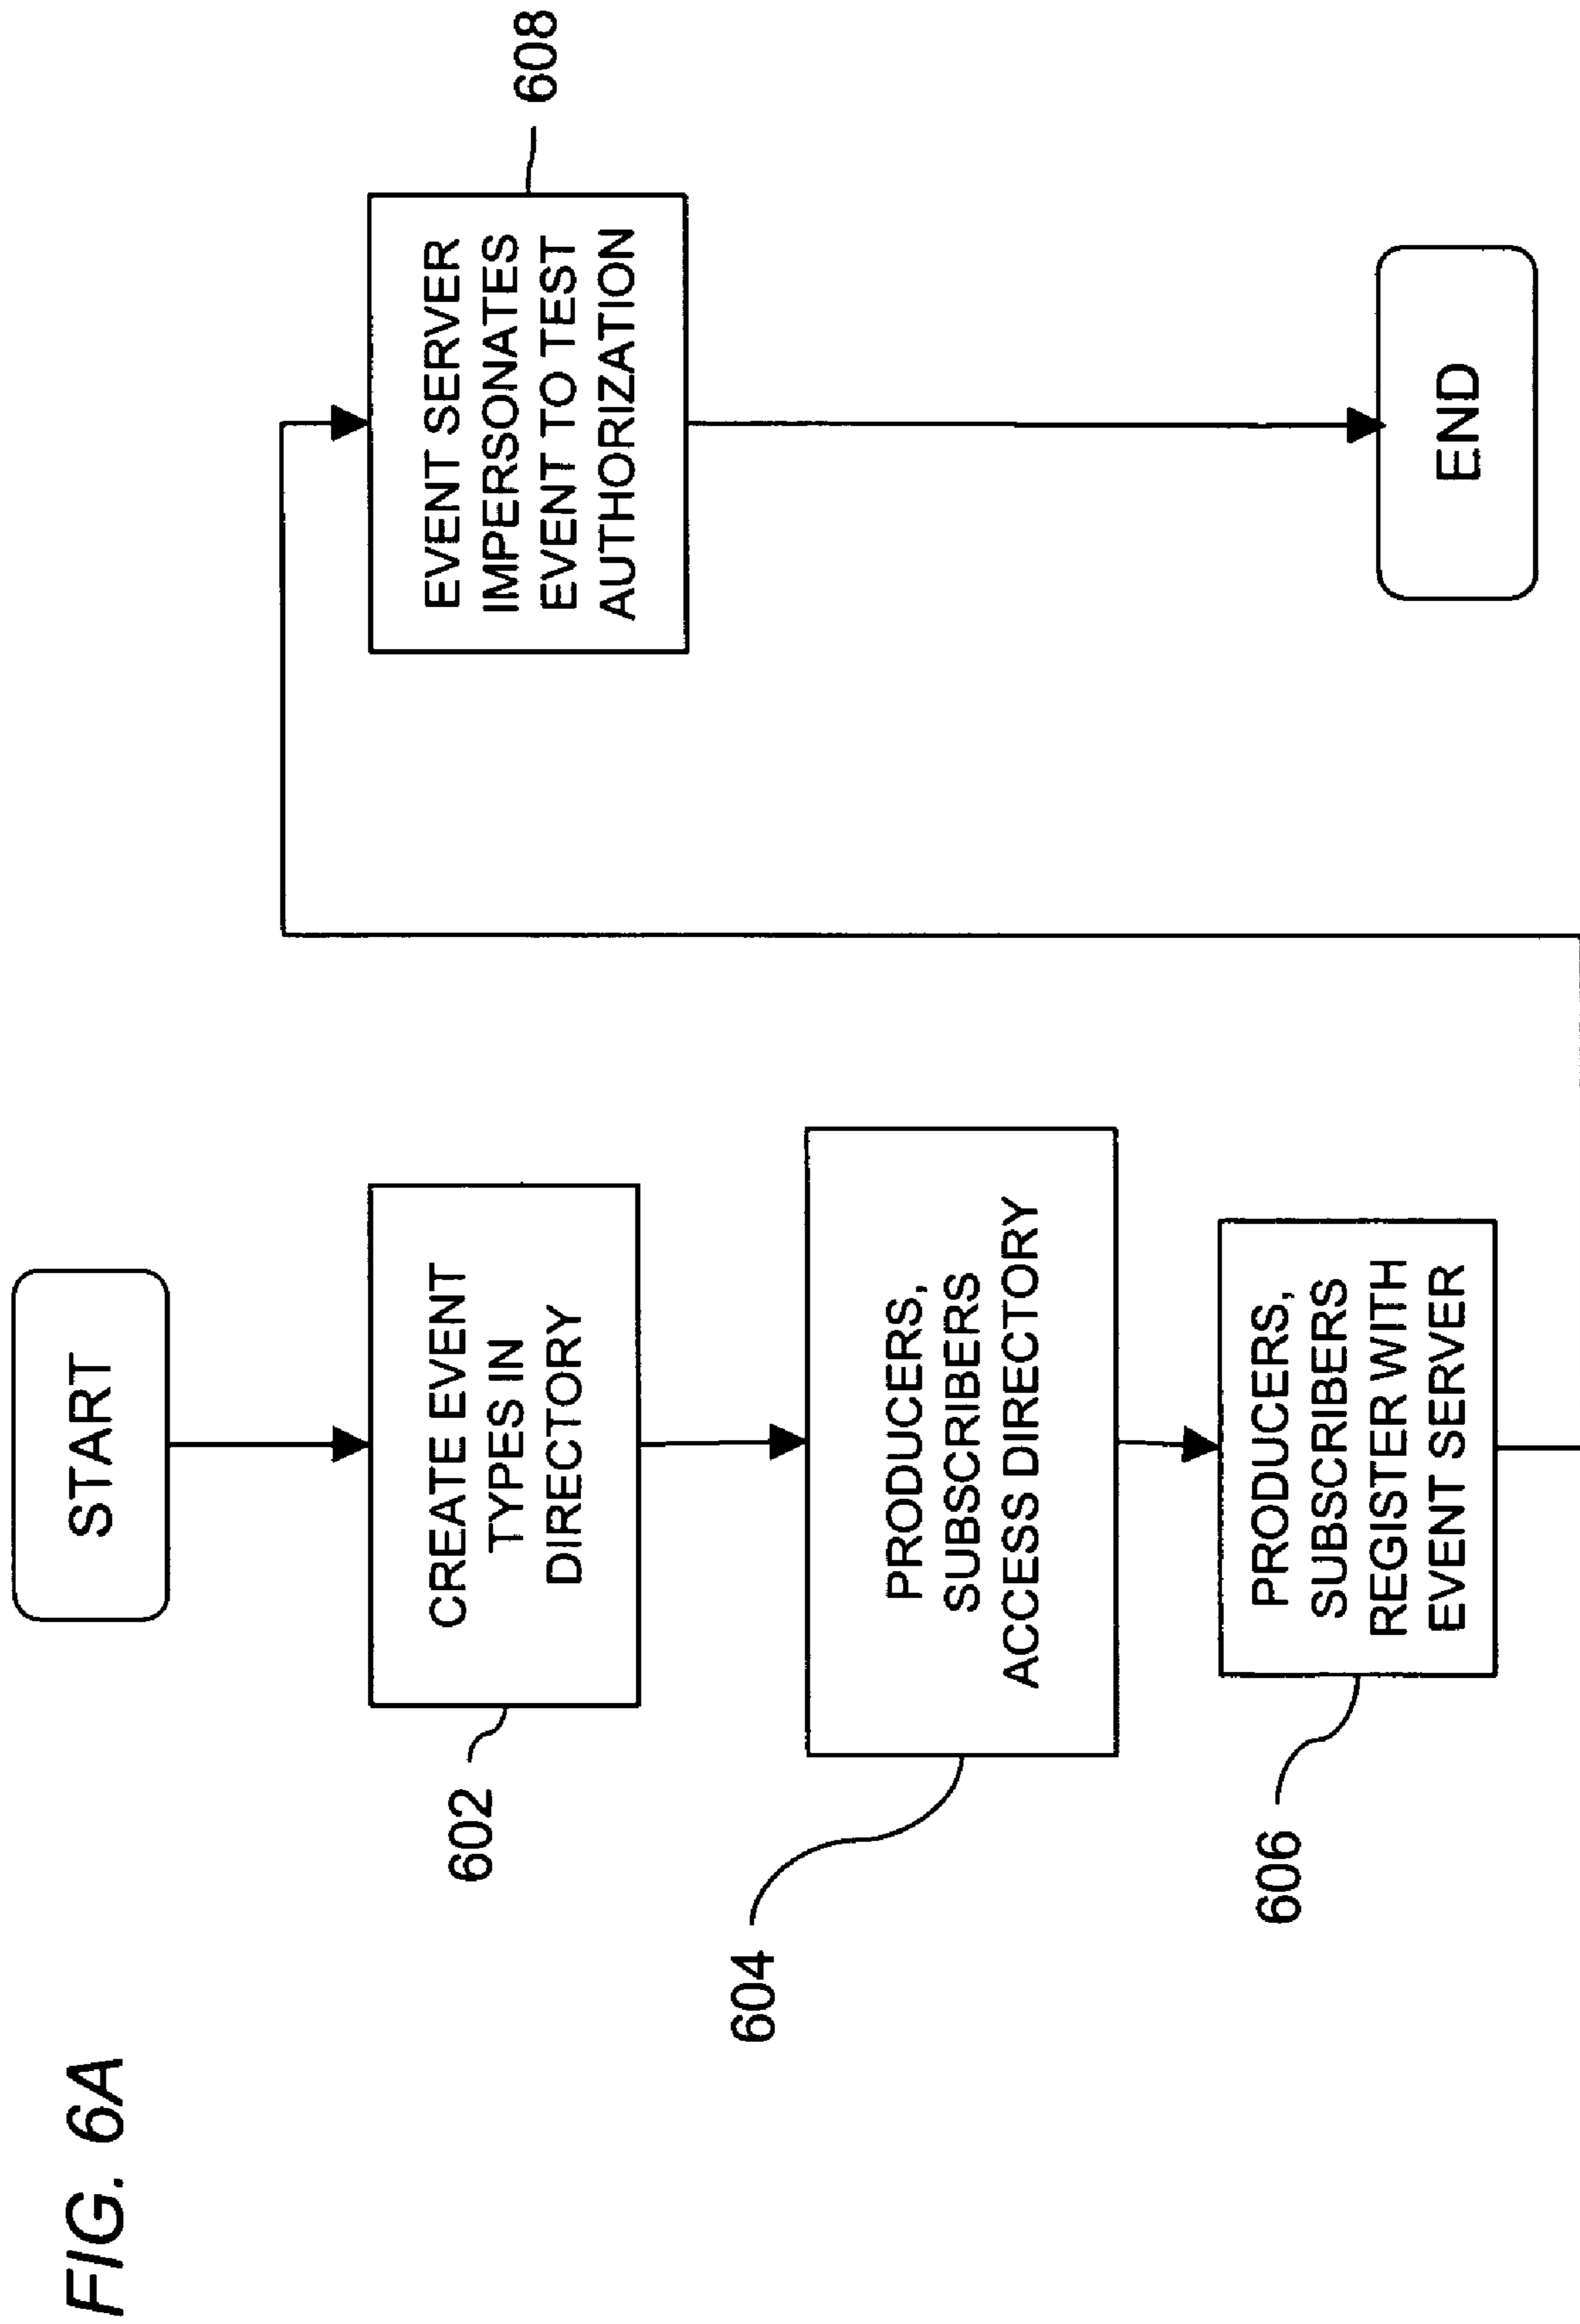 FIG. 6A
START
602
CREATE EVENT
TYPES IN
DIRECTORY
604
PRODUCERS,
SUBSCRIBERS
ACCESS DIRECTORY
606
PRODUCERS,
SUBSCRIBERS
REGISTER WITH
EVENT SERVER
EVENT SERVER
IMPERSONATES
EVENT TO TEST
AUTHORIZATION
608
END